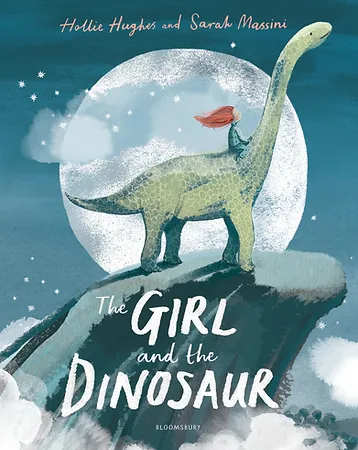 Hollie Hughes and Sarah Massini
The
GIRL
and the
DINOSAUR
BLOOMSBURY